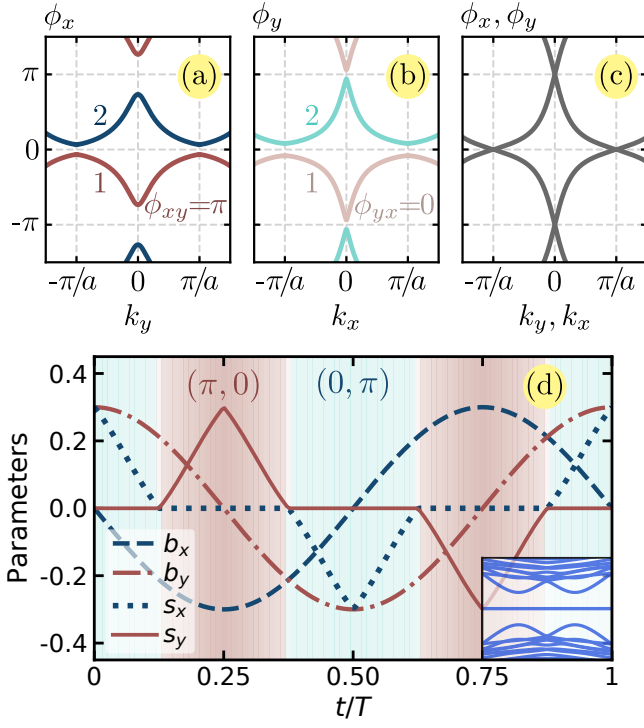 ϕ_x ϕ_y ϕ_x, ϕ_y
π (a) (b) (c)
2 2
0
1 1
ϕ_xy=π ϕ_yx=0
-π
-π/a 0 π/a -π/a 0 π/a -π/a 0 π/a
k_y k_x k_y, k_x
0.4 (π, 0) (0, π) (d)
0.2
0.0
-0.2
-0.4
Parameters
b_x
b_y
s_x
s_y
0 0.25 0.50 0.75 1
t/T